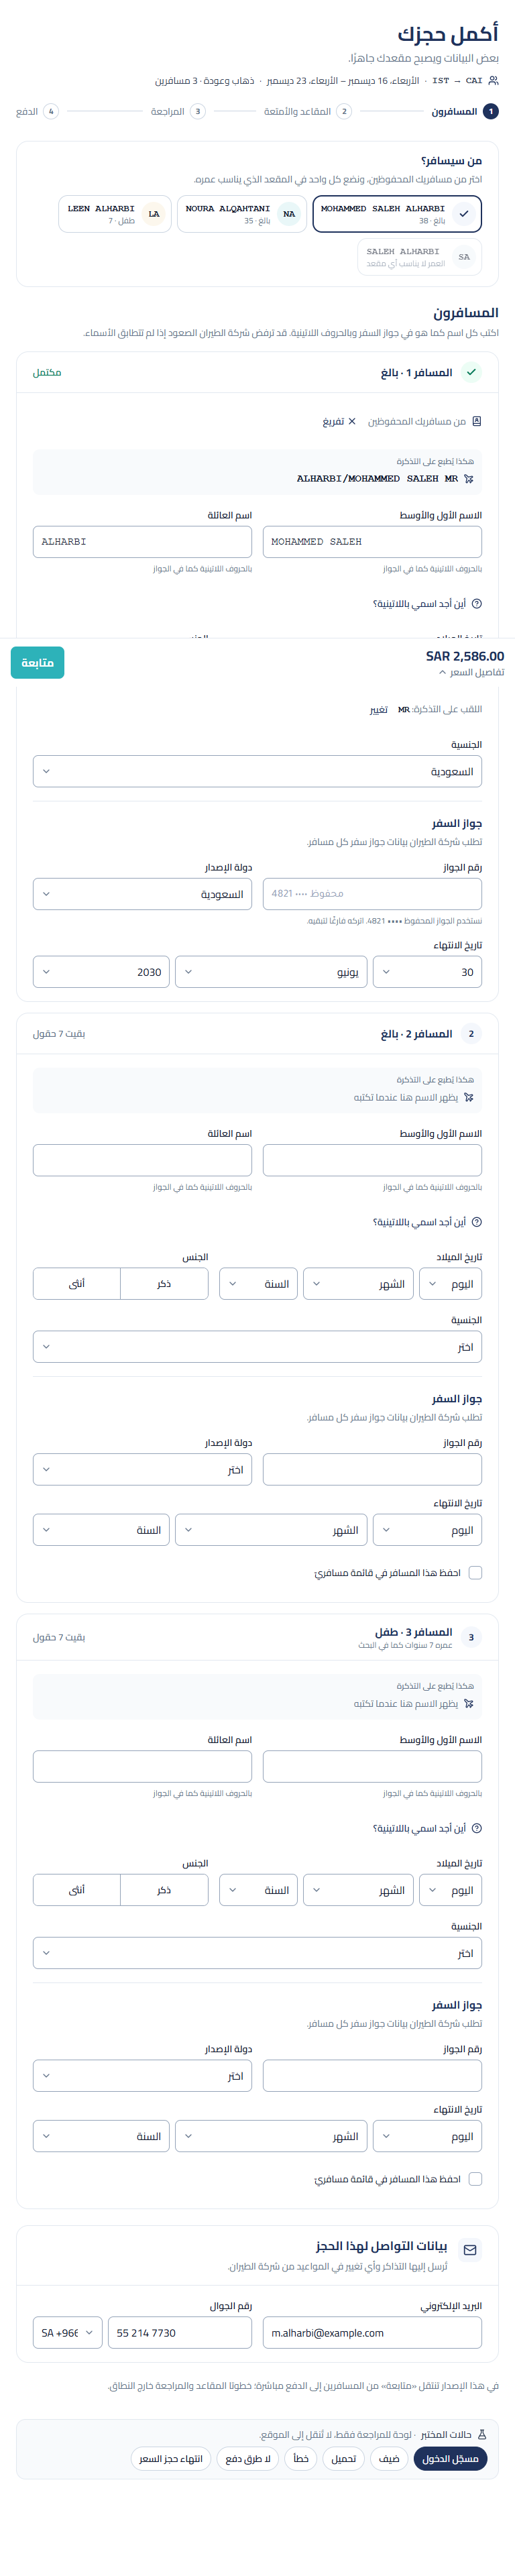 أكمل حجزك
بعض البيانات ويصبح مقعدك جاهزًا.
IST → CAI · الأربعاء، 16 ديسمبر – الأربعاء، 23 ديسمبر · ذهاب وعودة · 3 مسافرين
1 المسافرون 2 المقاعد والأمتعة 3 المراجعة 4 الدفع
من سيسافر؟
اختر من مسافريك المحفوظين، ونضع كل واحد في المقعد الذي يناسب عمره.
MOHAMMED SALEH ALHARBI
بالغ · 38
NA NOURA ALQAHTANI
بالغ · 35
LA LEEN ALHARBI
طفل · 7
SA SALEH ALHARBI
العمر لا يناسب أي مقعد
المسافرون
اكتب كل اسم كما هو في جواز السفر وبالحروف اللاتينية. قد ترفض شركة الطيران الصعود إذا لم تتطابق الأسماء.
المسافر 1 · بالغ
مكتمل
من مسافريك المحفوظين تفريغ
هكذا يُطبع على التذكرة
ALHARBI/MOHAMMED SALEH MR
الاسم الأول والأوسط اسم العائلة
MOHAMMED SALEH ALHARBI
بالحروف اللاتينية كما في الجواز بالحروف اللاتينية كما في الجواز
أين أجد اسمي باللاتينية؟
SAR 2,586.00
تفاصيل السعر
متابعة
اللقب على التذكرة: MR تغيير
الجنسية
السعودية
جواز السفر
تطلب شركة الطيران بيانات جواز سفر كل مسافر.
رقم الجواز دولة الإصدار
محفوظ •••• 4821 السعودية
نستخدم الجواز المحفوظ •••• 4821. اتركه فارغًا لتبقيه.
تاريخ الانتهاء
30 يونيو 2030
2 المسافر 2 · بالغ
بقيت 7 حقول
هكذا يُطبع على التذكرة
يظهر الاسم هنا عندما تكتبه
الاسم الأول والأوسط اسم العائلة
بالحروف اللاتينية كما في الجواز بالحروف اللاتينية كما في الجواز
أين أجد اسمي باللاتينية؟
تاريخ الميلاد الجنس
اليوم الشهر السنة ذكر أنثى
الجنسية
اختر
جواز السفر
تطلب شركة الطيران بيانات جواز سفر كل مسافر.
رقم الجواز دولة الإصدار
اختر
تاريخ الانتهاء
اليوم الشهر السنة
احفظ هذا المسافر في قائمة مسافريّ
3 المسافر 3 · طفل
عمره 7 سنوات كما في البحث
بقيت 7 حقول
هكذا يُطبع على التذكرة
يظهر الاسم هنا عندما تكتبه
الاسم الأول والأوسط اسم العائلة
بالحروف اللاتينية كما في الجواز بالحروف اللاتينية كما في الجواز
أين أجد اسمي باللاتينية؟
تاريخ الميلاد الجنس
اليوم الشهر السنة ذكر أنثى
الجنسية
اختر
جواز السفر
تطلب شركة الطيران بيانات جواز سفر كل مسافر.
رقم الجواز دولة الإصدار
اختر
تاريخ الانتهاء
اليوم الشهر السنة
احفظ هذا المسافر في قائمة مسافريّ
بيانات التواصل لهذا الحجز
تُرسل إليها التذاكر وأي تغيير في المواعيد من شركة الطيران.
البريد الإلكتروني رقم الجوال
m.alharbi@example.com 55 214 7730 SA +966
في هذا الإصدار تنتقل «متابعة» من المسافرين إلى الدفع مباشرة؛ خطوتا المقاعد والمراجعة خارج النطاق.
حالات المختبر · لوحة للمراجعة فقط، لا تُنقل إلى الموقع.
مسجّل الدخول ضيف تحميل خطأ لا طرق دفع انتهاء حجز السعر